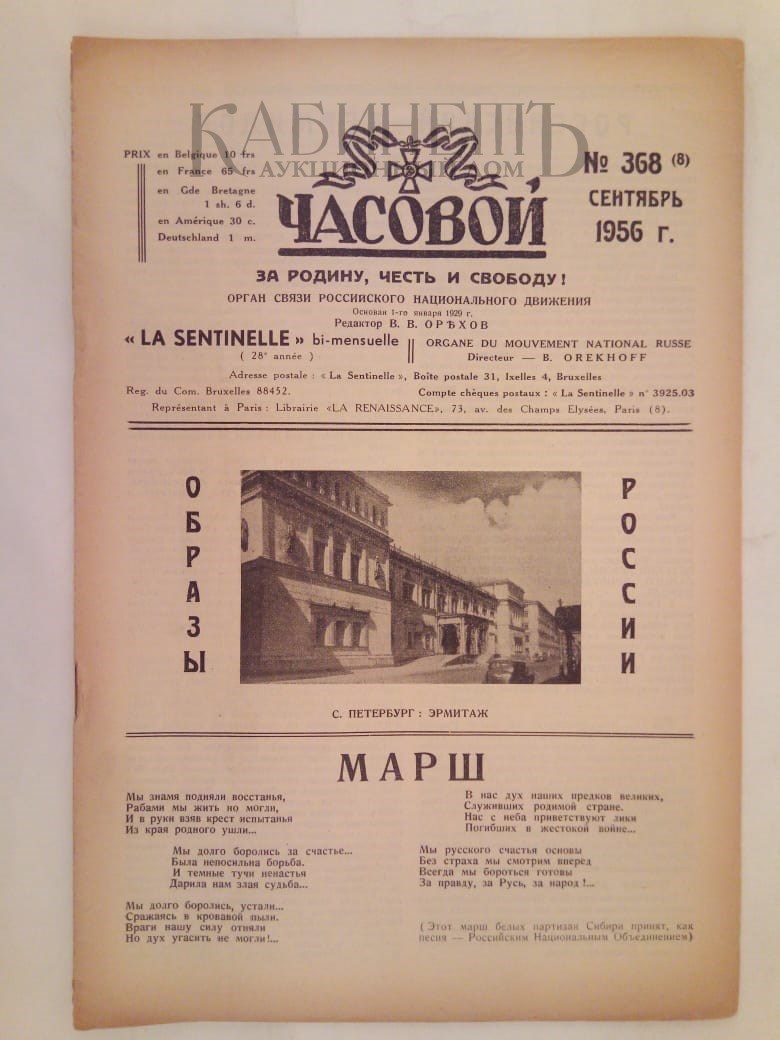 КАБИНЕТЪ
АУКЦИОННЫЙ ДОМ
PRIX en Belgique 10 frs
en France 65 frs
en Gde Bretagne
1 sh. 6 d.
en Amérique 30 c.
Deutschland 1 m.
№ 368 (8)
СЕНТЯБРЬ
1956 г.
ЧАСОВОЙ
ЗА РОДИНУ, ЧЕСТЬ И СВОБОДУ!
ОРГАН СВЯЗИ РОССИЙСКОГО НАЦИОНАЛЬНОГО ДВИЖЕНИЯ
Основан 1-го января 1929 г.
Редактор В. В. ОРѢХОВ
« LA SENTINELLE » bi-mensuelle
( 28e année )
ORGANE DU MOUVEMENT NATIONAL RUSSE
Directeur — B. OREKHOFF
Adresse postale : « La Sentinelle », Boîte postale 31, Ixelles 4, Bruxelles
Reg. du Com. Bruxelles 88452.
Compte chèques postaux : « La Sentinelle » n° 3925.03
Représentant à Paris : Librairie «LA RENAISSANCE», 73, av. des Champs Elysées, Paris (8).
ОБРАЗЫ
РОССИИ
С. ПЕТЕРБУРГ : ЭРМИТАЖ
МАРШ
Мы знамя подняли восстанья,
Рабами мы жить но могли,
И в руки взяв крест испытанья
Из края родного ушли...
Мы долго боролись за счастье...
Была непосильна борьба.
И темные тучи ненастья
Дарила нам злая судьба...
Мы долго боролись, устали...
Сражаясь в кровавой пыли.
Враги нашу силу отняли
Но дух угасить не могли!...
В нас дух наших предков великих,
Служивших родимой стране.
Нас с неба приветствуют лики
Погибших в жестокой войне...
Мы русского счастья основы
Без страха мы смотрим вперед
Всегда мы бороться готовы
За правду, за Русь, за народ!...
( Этот марш белых партизан Сибири принят, как
песня — Российским Национальным Объединением)